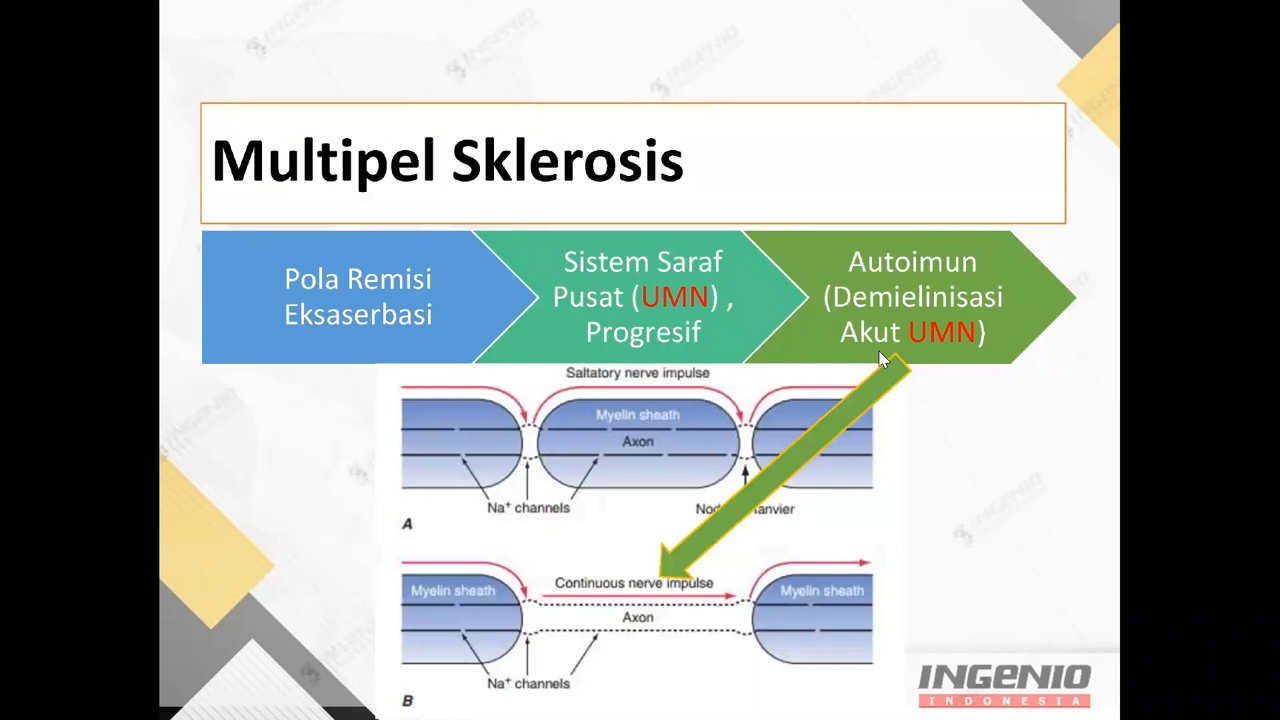 Multipel Sklerosis
Pola Remisi
Eksaserbasi
Sistem Saraf
Pusat (UMN) ,
Progresif
Autoimun
(Demielinisasi
Akut UMN)
Saltatory nerve impulse
Myelin sheath
Axon
Na+ channels
A
Continuous nerve impulse
Myelin sheath
Myelin sheath
Axon
Na+ channels
B
INGENIO
INDONESIA